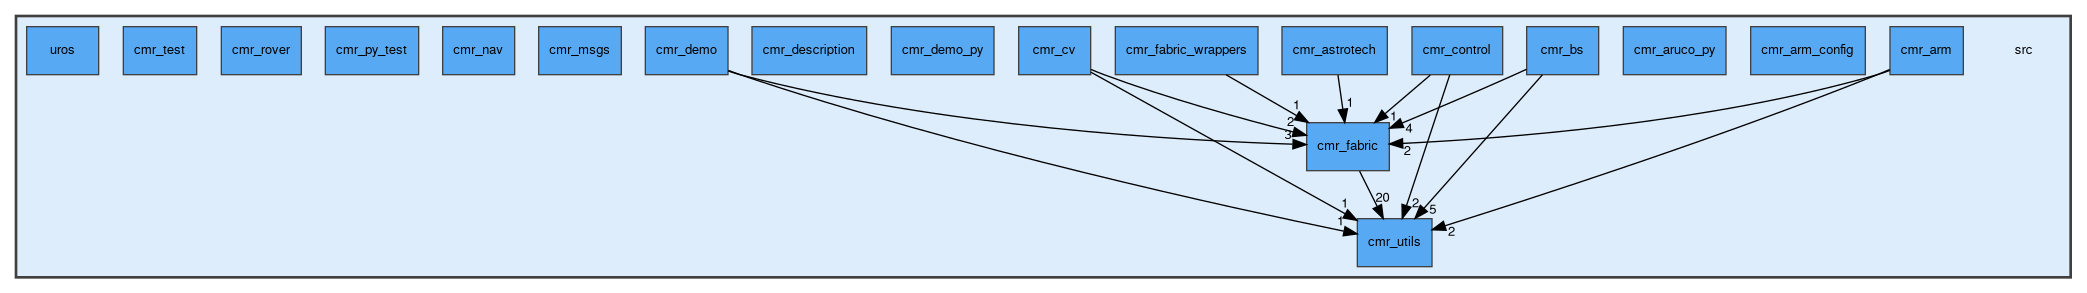 uros
cmr_test
cmr_rover
cmr_py_test
cmr_nav
cmr_msgs
cmr_demo
cmr_description
cmr_demo_py
cmr_cv
cmr_fabric_wrappers
cmr_astrotech
cmr_control
cmr_bs
cmr_aruco_py
cmr_arm_config
cmr_arm
src
1
1
1
2
4
3
2
cmr_fabric
20
1
2
5
1
2
cmr_utils